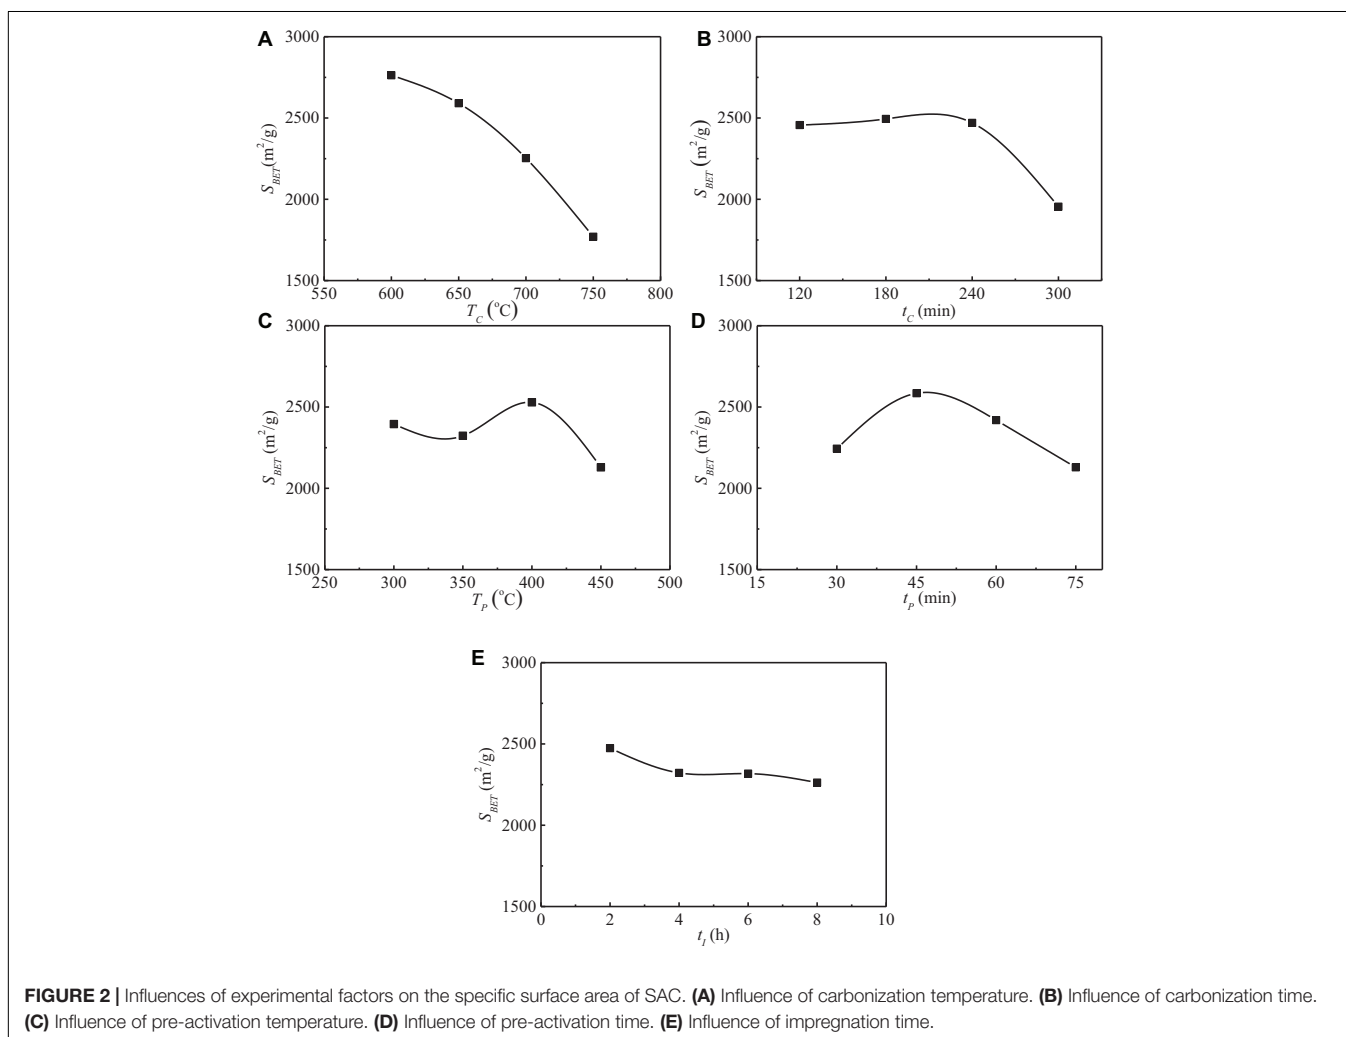 A
3000
2500
2000
1500
S_BET (m²/g)
550 600 650 700 750 800
T_C (°C)
B
3000
2500
2000
1500
S_BET (m²/g)
120 180 240 300
t_C (min)
C
3000
2500
2000
1500
S_BET (m²/g)
250 300 350 400 450 500
T_P (°C)
D
3000
2500
2000
1500
S_BET (m²/g)
15 30 45 60 75
t_P (min)
E
3000
2500
2000
1500
S_BET (m²/g)
0 2 4 6 8 10
t_I (h)
FIGURE 2 | Influences of experimental factors on the specific surface area of SAC. (A) Influence of carbonization temperature. (B) Influence of carbonization time.
(C) Influence of pre-activation temperature. (D) Influence of pre-activation time. (E) Influence of impregnation time.